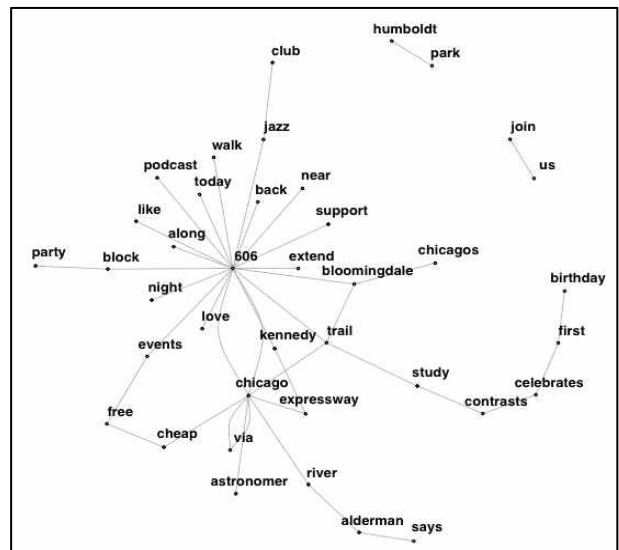 humboldt
club
park
jazz
join
walk
podcast
us
today
near
back
like
support
along
party
block
606
extend
chicagos
bloomingdale
birthday
night
love
kennedy
trail
first
events
study
chicago
celebrates
expressway
contrasts
free
cheap
via
astronomer
river
alderman
says